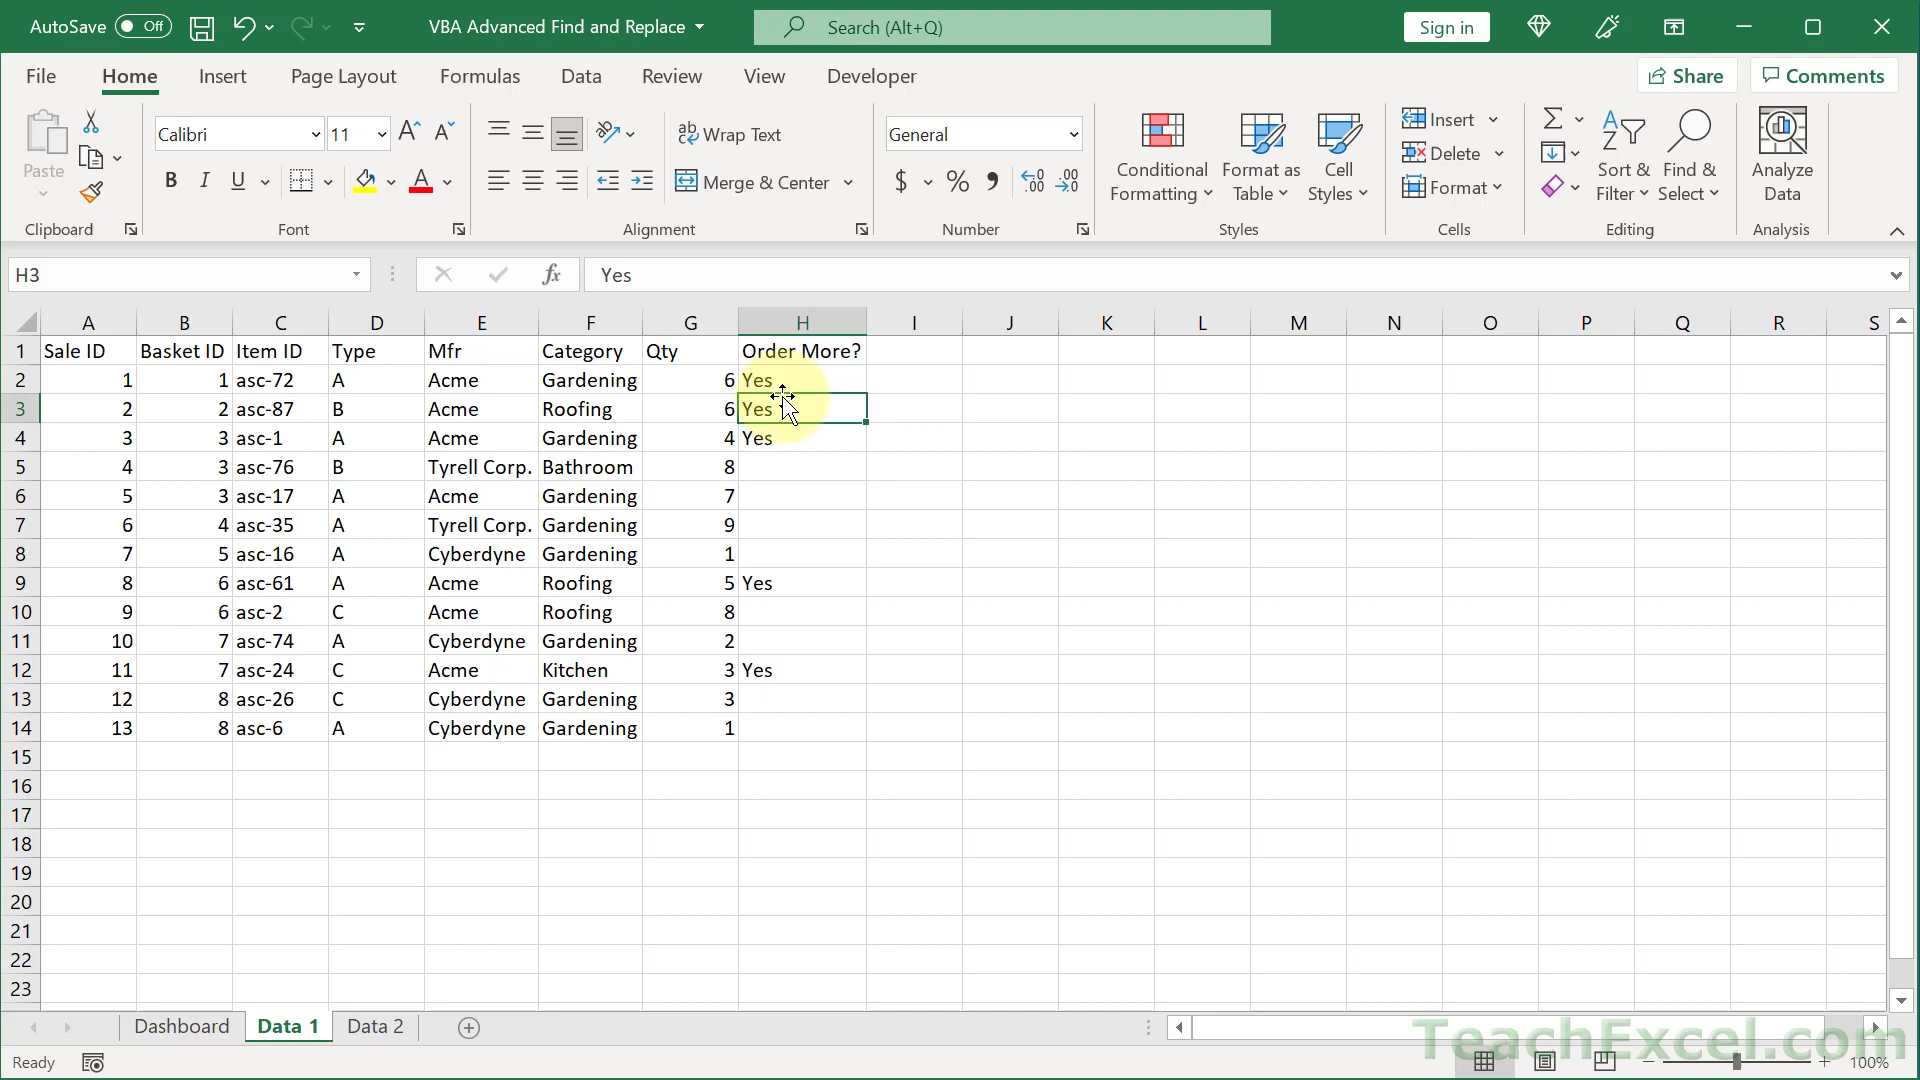 AutoSave Off VBA Advanced Find and Replace Search (Alt+Q) Sign in
File Home Insert Page Layout Formulas Data Review View Developer Share Comments
Paste Calibri 11 Wrap Text General Conditional Formatting Format as Table Cell Styles Insert Sort & Filter Find & Select Analyze Data
Delete
B I U Merge & Center $ % Format
Clipboard Font Alignment Number Styles Cells Editing Analysis
H3 fx Yes
A B C D E F G H I J K L M N O P Q R S
1 Sale ID Basket ID Item ID Type Mfr Category Qty Order More?
2 1 1 asc-72 A Acme Gardening 6 Yes
3 2 2 asc-87 B Acme Roofing 6 Yes
4 3 3 asc-1 A Acme Gardening 4 Yes
5 4 3 asc-76 B Tyrell Corp. Bathroom 8
6 5 3 asc-17 A Acme Gardening 7
7 6 4 asc-35 A Tyrell Corp. Gardening 9
8 7 5 asc-16 A Cyberdyne Gardening 1
9 8 6 asc-61 A Acme Roofing 5 Yes
10 9 6 asc-2 C Acme Roofing 8
11 10 7 asc-74 A Cyberdyne Gardening 2
12 11 7 asc-24 C Acme Kitchen 3 Yes
13 12 8 asc-26 C Cyberdyne Gardening 3
14 13 8 asc-6 A Cyberdyne Gardening 1
15
16
17
18
19
20
21
22
23
Dashboard Data 1 Data 2
TeachExcel.com
Ready 100%